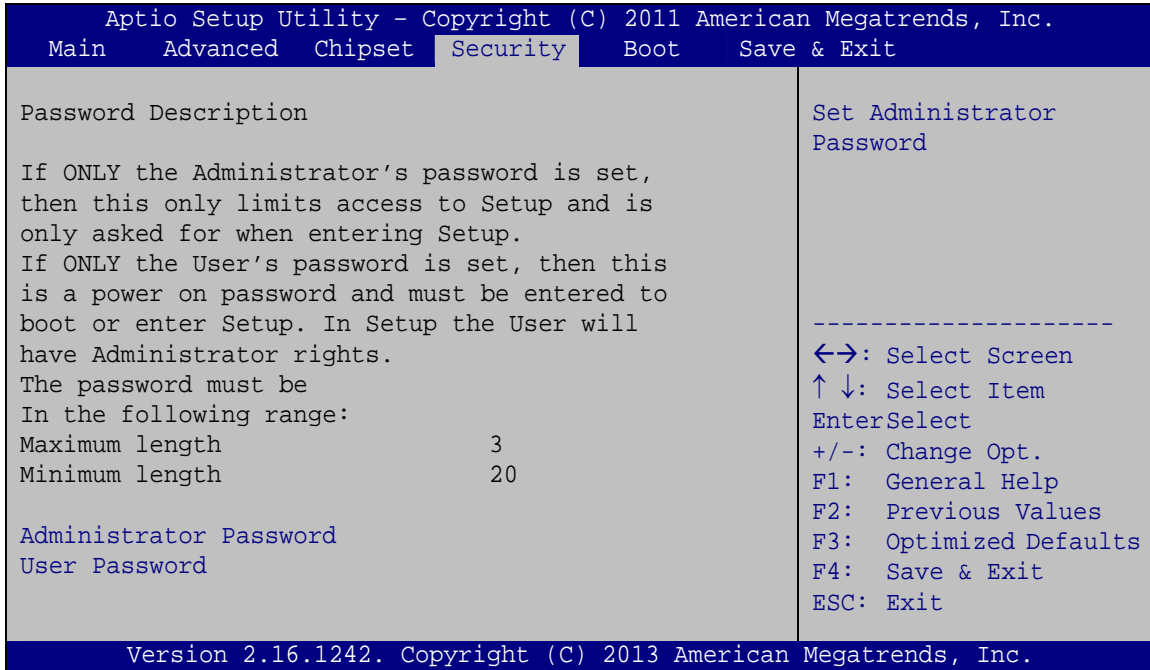 Aptio Setup Utility – Copyright (C) 2011 American Megatrends, Inc.
Main Advanced Chipset Security Boot Save & Exit
Password Description
If ONLY the Administrator’s password is set,
then this only limits access to Setup and is
only asked for when entering Setup.
If ONLY the User’s password is set, then this
is a power on password and must be entered to
boot or enter Setup. In Setup the User will
have Administrator rights.
The password must be
In the following range:
Maximum length 3
Minimum length 20
Administrator Password
User Password
Set Administrator
Password
---------------------
←→: Select Screen
↑ ↓: Select Item
EnterSelect
+/-: Change Opt.
F1: General Help
F2: Previous Values
F3: Optimized Defaults
F4: Save & Exit
ESC: Exit
Version 2.16.1242. Copyright (C) 2013 American Megatrends, Inc.